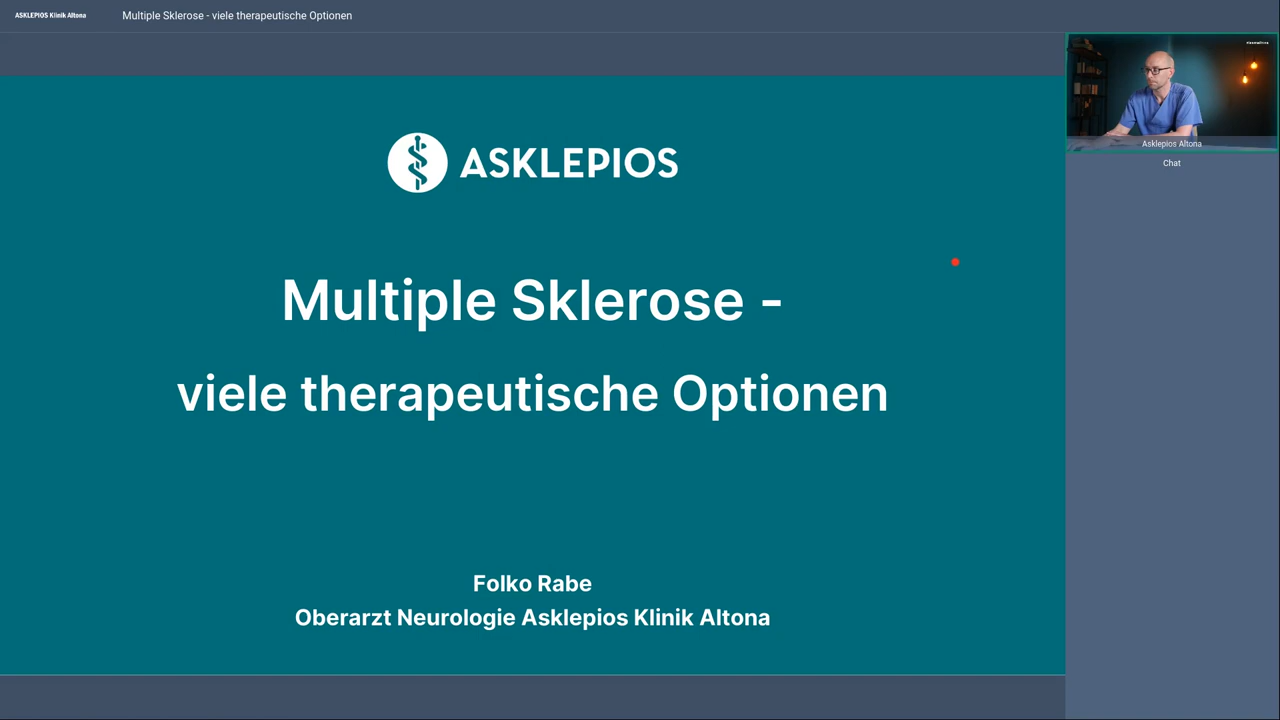 ASKLEPIOS Klinik Altona
Multiple Sklerose - viele therapeutische Optionen
ASKLEPIOS
Multiple Sklerose -
viele therapeutische Optionen
Folko Rabe
Oberarzt Neurologie Asklepios Klinik Altona
Asklepios Altona
Chat